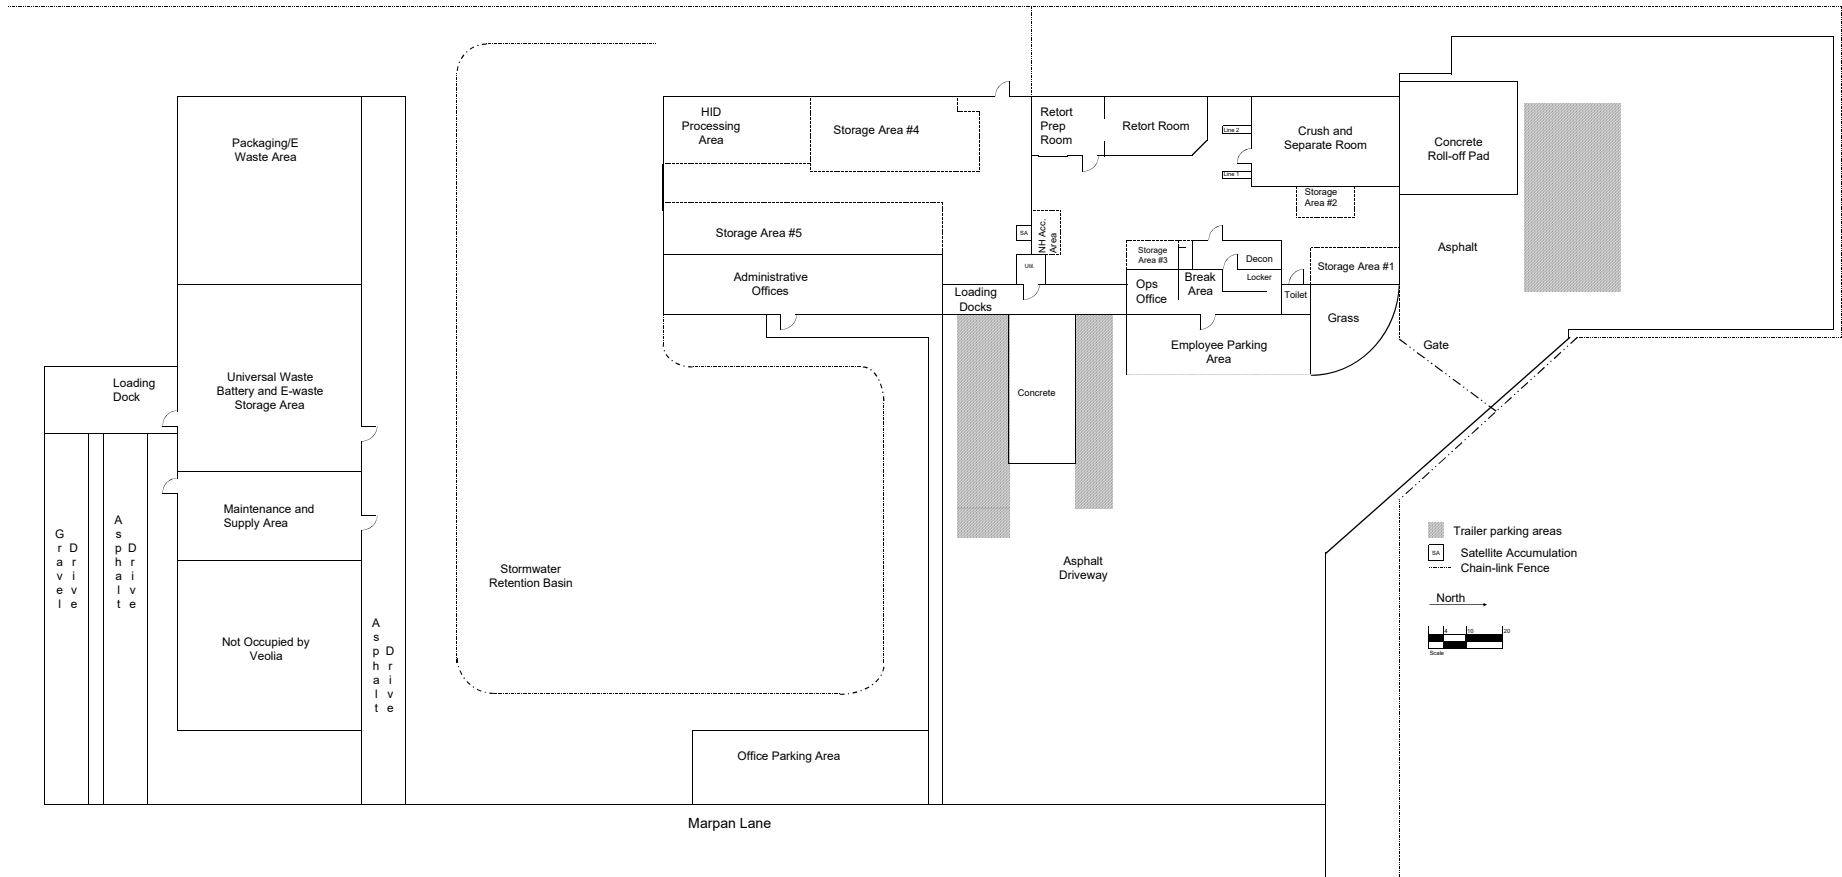 Packaging/E
Waste Area
Universal Waste
Battery and E-waste
Storage Area
Loading
Dock
Maintenance and
Supply Area
Not Occupied by
Veolia
Gravel
Drive
Asphalt
Drive
Asphalt
Drive
Stormwater
Retention Basin
HID
Processing
Area
Storage Area #4
Storage Area #5
Administrative
Offices
Office Parking Area
Marpan Lane
Retort
Prep
Room
Retort Room
Line 2
Line 1
Crush and
Separate Room
Storage
Area #2
Concrete
Roll-off Pad
SA
NH Acc.
Area
Util.
Loading
Docks
Storage
Area #3
Ops
Office
Break
Area
Decon
Locker
Toilet
Storage Area #1
Grass
Asphalt
Gate
Employee Parking
Area
Concrete
Asphalt
Driveway
Trailer parking areas
SA
Satellite Accumulation
Chain-link Fence
North
4 10 20
Scale